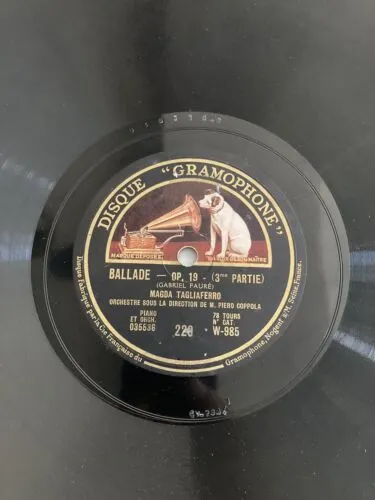 DISQUE "GRAMOPHONE"
MARQUE DÉPOSÉE
BALLADE — OP. 19 - (3me PARTIE)
(GABRIEL FAURÉ)
MAGDA TAGLIAFERRO
ORCHESTRE SOUS LA DIRECTION DE M. PIERO COPPOLA
PIANO
ET ORCH.
035536
220
78 TOURS
N° CAT.
W-985
Disque fabriqué par la Cie Française du Gramophone, Nogent s/M. Seine. France.